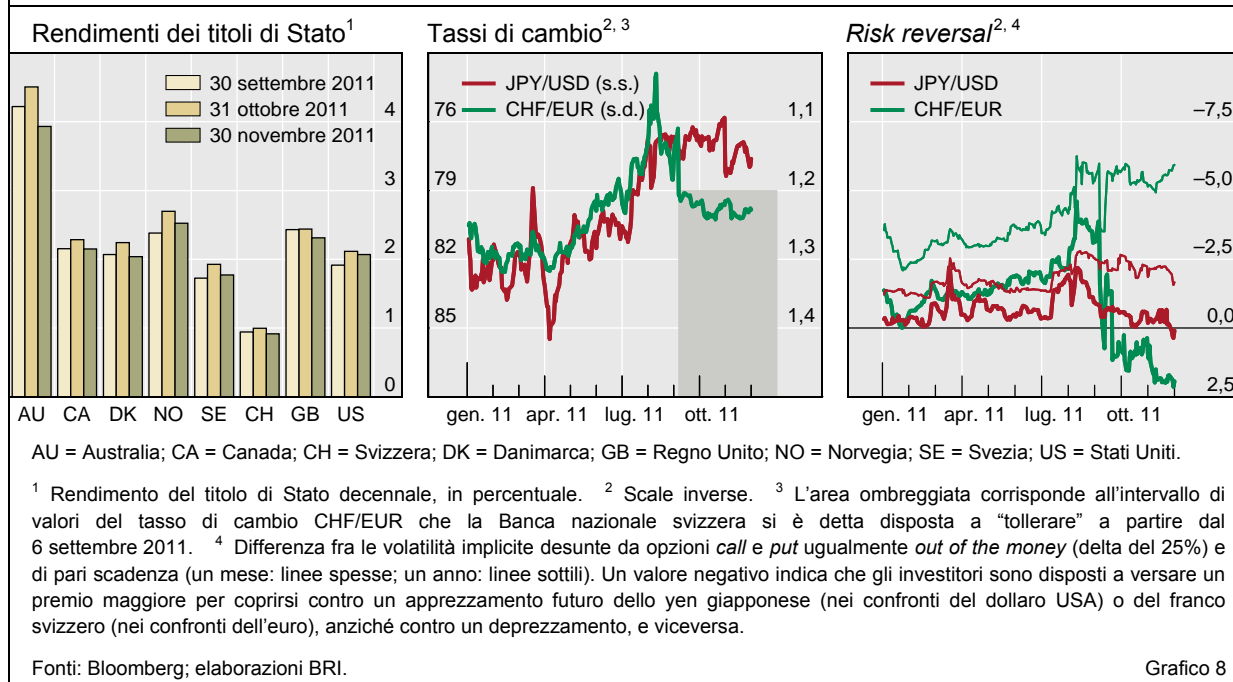 Rendimenti dei titoli di Stato¹
Tassi di cambio²˒ ³
Risk reversal²˒ ⁴
30 settembre 2011
31 ottobre 2011
30 novembre 2011
4
3
2
1
0
AU CA DK NO SE CH GB US
JPY/USD (s.s.)
CHF/EUR (s.d.)
76
79
82
85
1,1
1,2
1,3
1,4
gen. 11 apr. 11 lug. 11 ott. 11
JPY/USD
CHF/EUR
–7,5
–5,0
–2,5
0,0
2,5
gen. 11 apr. 11 lug. 11 ott. 11
AU = Australia; CA = Canada; CH = Svizzera; DK = Danimarca; GB = Regno Unito; NO = Norvegia; SE = Svezia; US = Stati Uniti.
¹ Rendimento del titolo di Stato decennale, in percentuale. ² Scale inverse. ³ L'area ombreggiata corrisponde all'intervallo di
valori del tasso di cambio CHF/EUR che la Banca nazionale svizzera si è detta disposta a "tollerare" a partire dal
6 settembre 2011. ⁴ Differenza fra le volatilità implicite desunte da opzioni call e put ugualmente out of the money (delta del 25%) e
di pari scadenza (un mese: linee spesse; un anno: linee sottili). Un valore negativo indica che gli investitori sono disposti a versare un
premio maggiore per coprirsi contro un apprezzamento futuro dello yen giapponese (nei confronti del dollaro USA) o del franco
svizzero (nei confronti dell'euro), anziché contro un deprezzamento, e viceversa.
Fonti: Bloomberg; elaborazioni BRI.
Grafico 8